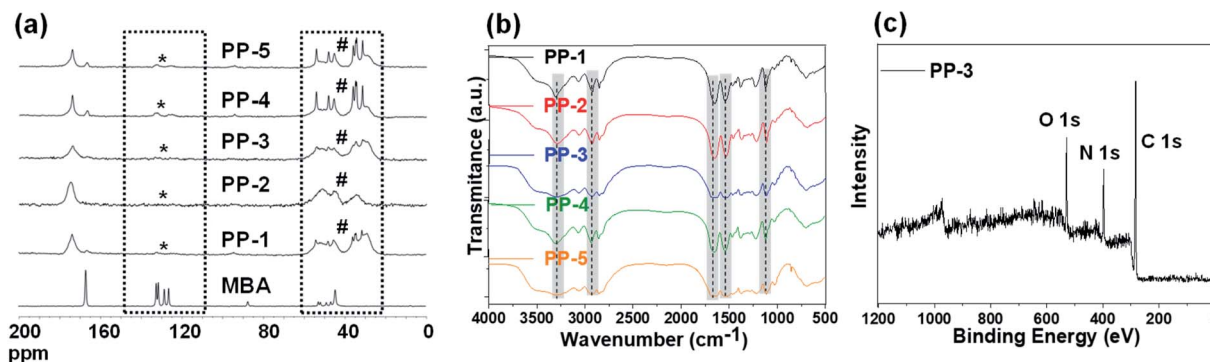 (a)
PP-5
*
#
PP-4
*
#
PP-3
*
#
PP-2
*
#
PP-1
*
#
MBA
200 160 120 80 40 0
ppm
(b)
Transmitance (a.u.)
PP-1
PP-2
PP-3
PP-4
PP-5
4000 3500 3000 2500 2000 1500 1000 500
Wavenumber (cm-1)
(c)
Intensity
PP-3
O 1s
N 1s
C 1s
1200 1000 800 600 400 200
Binding Energy (eV)